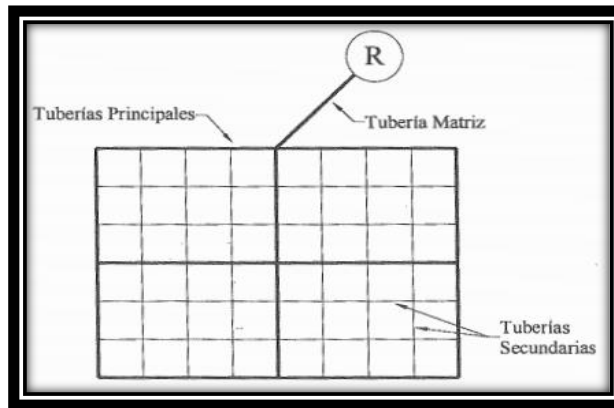 R
Tuberías Principales
Tubería Matriz
Tuberías
Secundarias